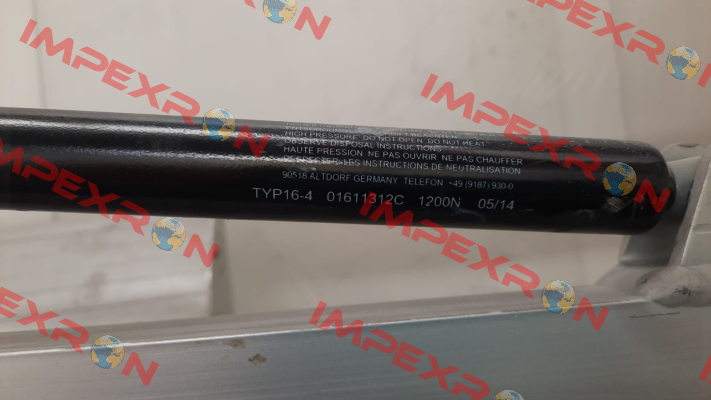 IMPEXRON
HIGH PRESSURE DO NOT OPEN DO NOT HEAT
OBSERVE DISPOSAL INSTRUCTIONS
HAUTE PRESSION NE PAS OUVRIR NE PAS CHAUFFER
LES INSTRUCTIONS DE NEUTRALISATION
90518 ALTDORF GERMANY TELEFON +49 (9187) 930-0
TYP16-4 01611312C 1200N 05/14
IMPEXRON
IMPEXRON
IMPEXRON
IMPEXRON
IMPEXRON